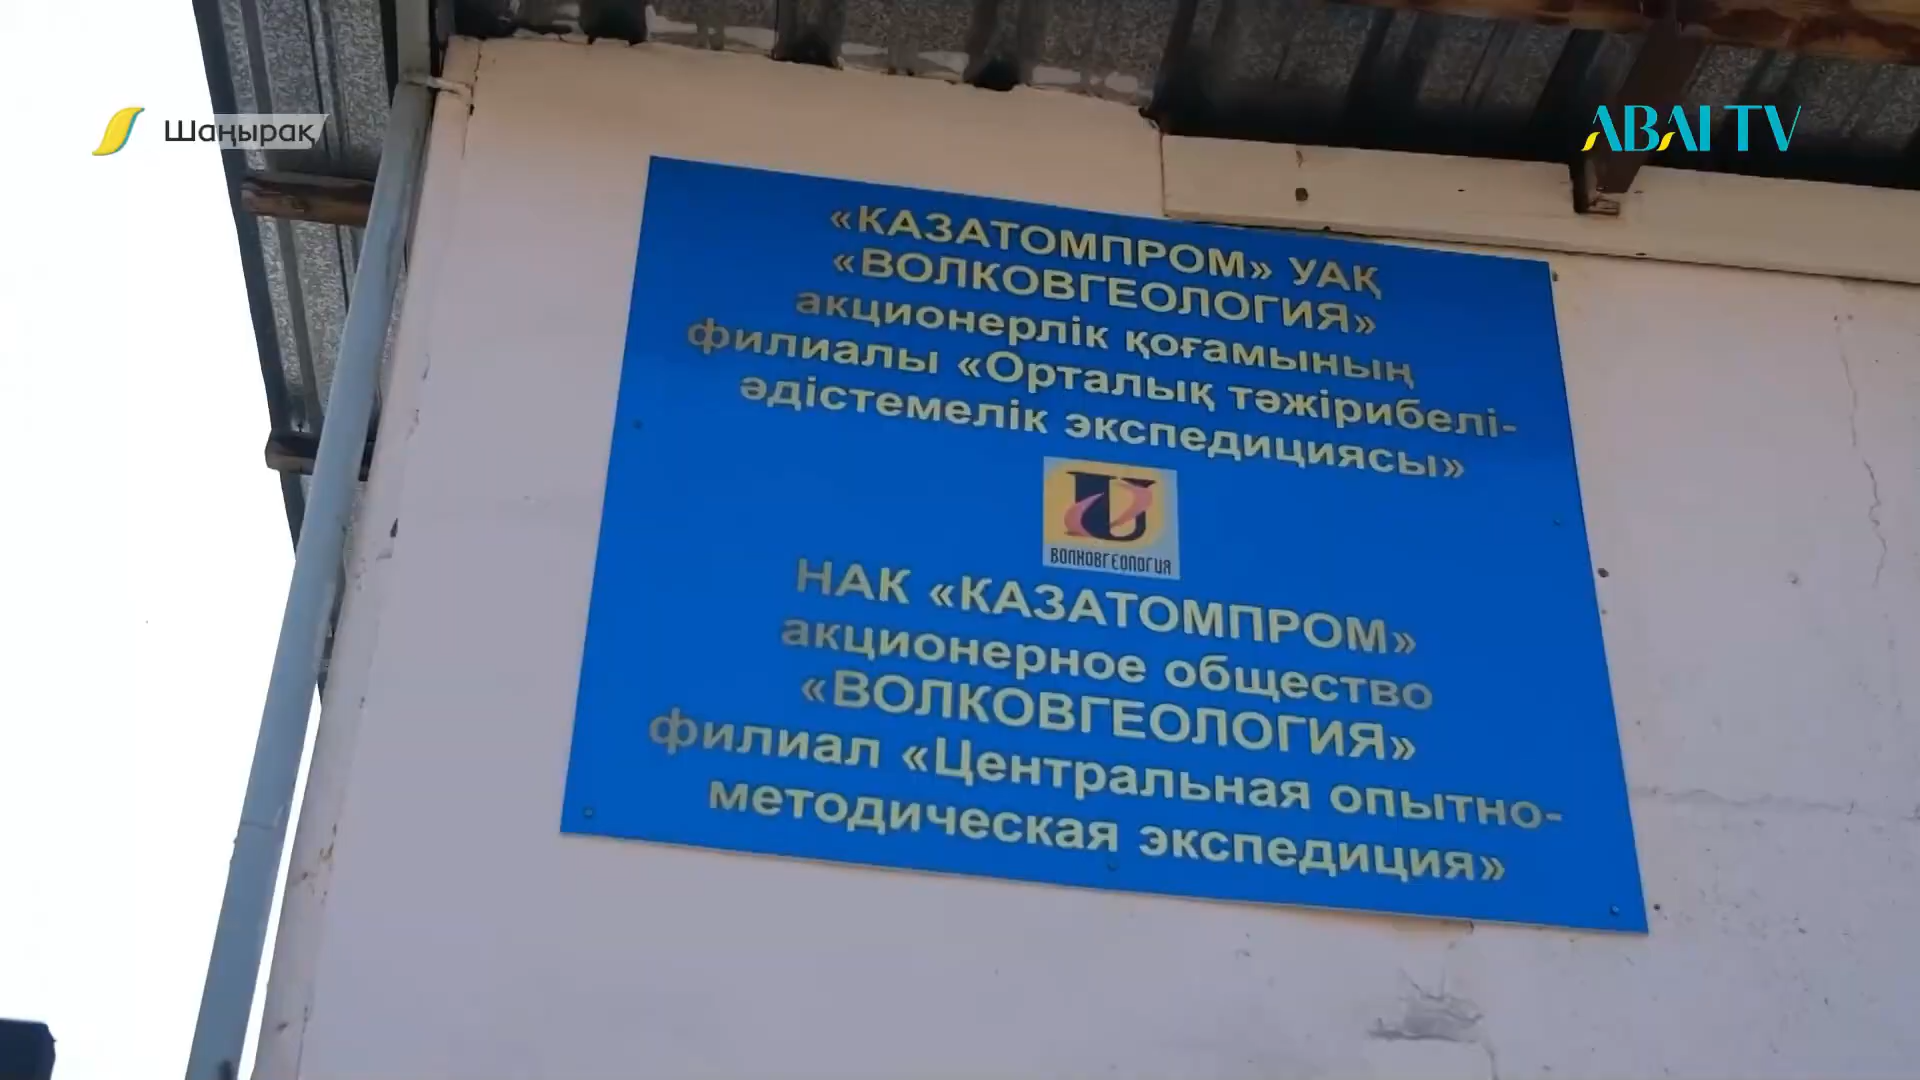 Шаңырақ
ABAI TV
«КАЗАТОМПРОМ» УАҚ
«ВОЛКОВГЕОЛОГИЯ»
акционерлік қоғамының
филиалы «Орталық тәжірибелі-
әдістемелік экспедициясы»
ВОЛКОВГЕОЛОГИЯ
НАК «КАЗАТОМПРОМ»
акционерное общество
«ВОЛКОВГЕОЛОГИЯ»
филиал «Центральная опытно-
методическая экспедиция»